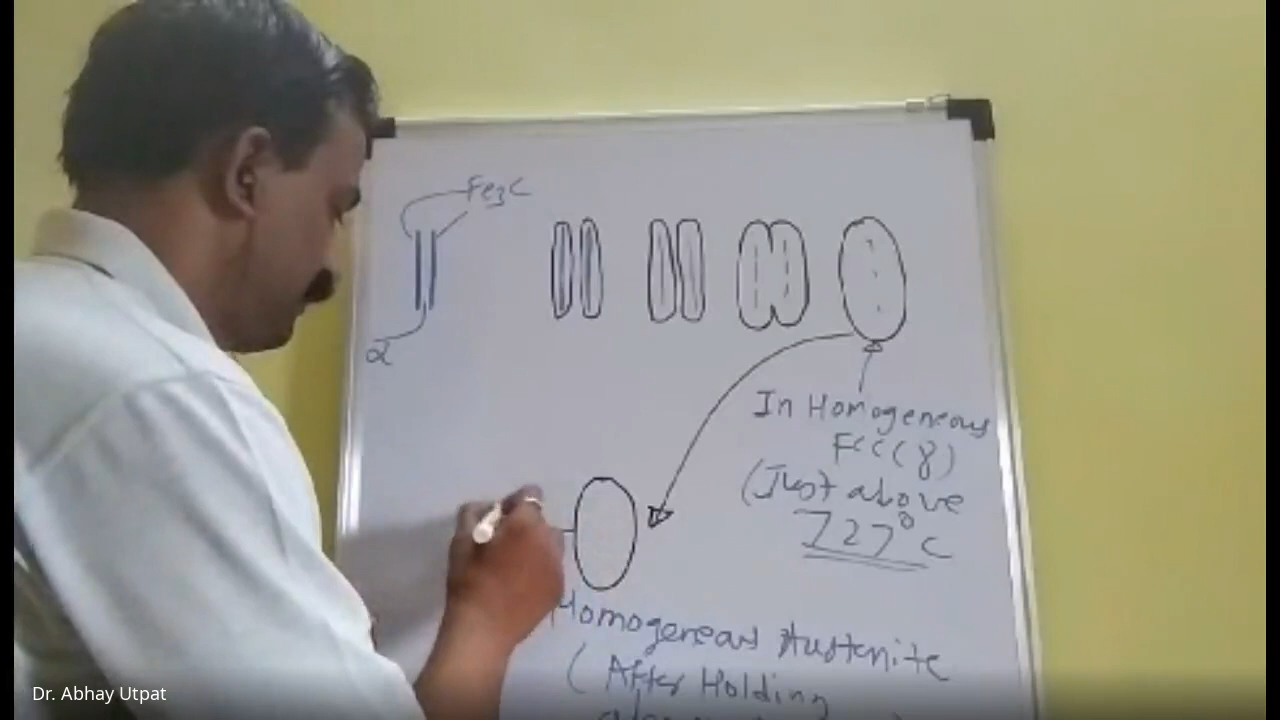 Fe3C
α
In Homogeneous
FCC (γ)
(Just above
727°C
Homogeneous Austenite
(After Holding
Dr. Abhay Utpat